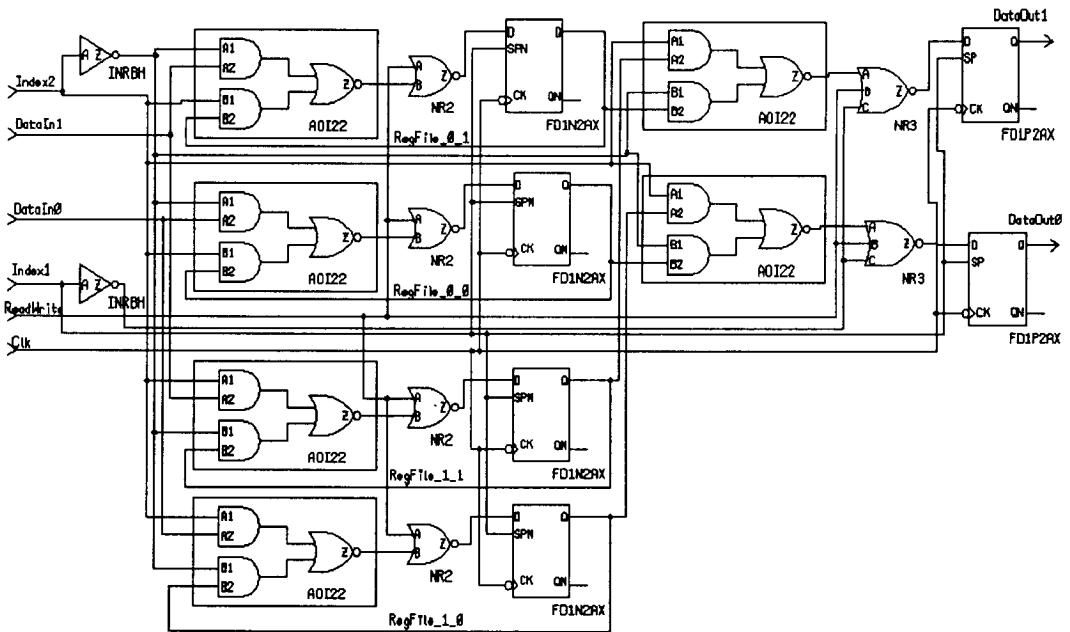 DataOut1
A Z
INRBH
Index2
DataIn1
A1
A2
B1
B2
Z
AOI22
A
B
Z
NR2
D
Q
SPN
CK
QN
FD1N2AX
RegFile_0_1
A1
A2
B1
B2
Z
AOI22
A
B
C
Z
NR3
D
Q
SP
CK
QN
FD1P2AX
DataIn0
A1
A2
B1
B2
Z
AOI22
A
B
Z
NR2
D
Q
SPN
CK
QN
FD1N2AX
RegFile_0_0
A1
A2
B1
B2
Z
AOI22
A
B
C
Z
NR3
DataOut0
D
Q
SP
CK
QN
FD1P2AX
Index1
A Z
INRBH
ReadWrite
Clk
A1
A2
B1
B2
Z
AOI22
A
B
Z
NR2
D
Q
SPN
CK
QN
FD1N2AX
RegFile_1_1
A1
A2
B1
B2
Z
AOI22
A
B
Z
NR2
D
Q
SPN
CK
QN
FD1N2AX
RegFile_1_0